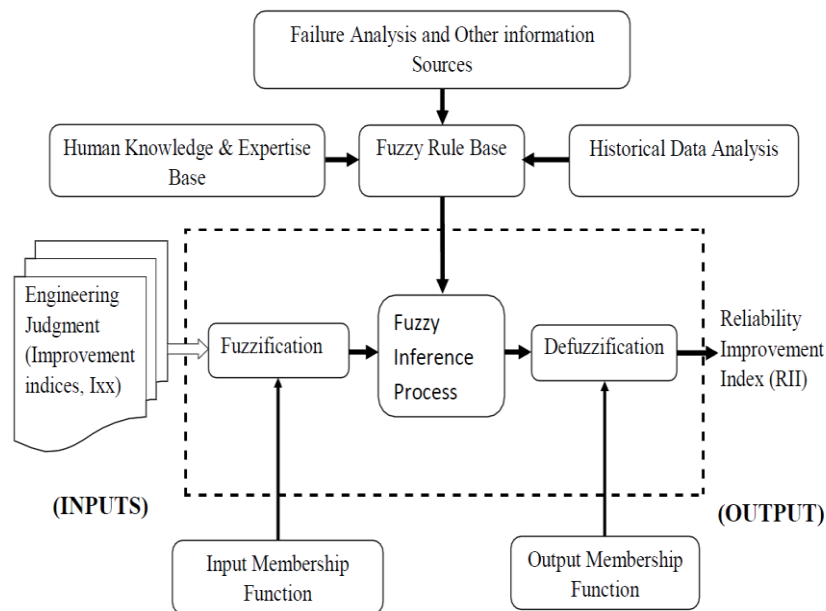 Failure Analysis and Other information
Sources
Human Knowledge & Expertise
Base
Fuzzy Rule Base
Historical Data Analysis
Engineering
Judgment
(Improvement
indices, Ixx)
Fuzzification
Fuzzy
Inference
Process
Defuzzification
Reliability
Improvement
Index (RII)
(INPUTS)
(OUTPUT)
Input Membership
Function
Output Membership
Function